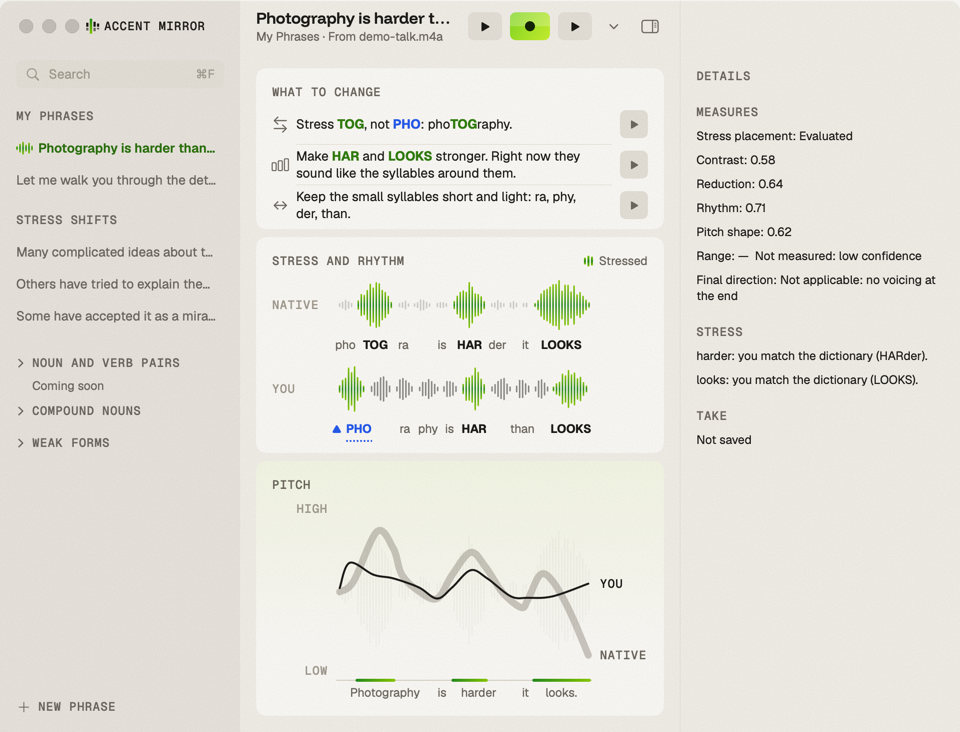 ACCENT MIRROR
Search ⌘F
MY PHRASES
Photography is harder than…
Let me walk you through the det…
STRESS SHIFTS
Many complicated ideas about t…
Others have tried to explain the…
Some have accepted it as a mira…
NOUN AND VERB PAIRS
Coming soon
COMPOUND NOUNS
WEAK FORMS
+ NEW PHRASE
Photography is harder t…
My Phrases · From demo-talk.m4a
WHAT TO CHANGE
Stress TOG, not PHO: phoTOGraphy.
Make HAR and LOOKS stronger. Right now they
sound like the syllables around them.
Keep the small syllables short and light: ra, phy,
der, than.
STRESS AND RHYTHM
Stressed
NATIVE
pho TOG ra is HAR der it LOOKS
YOU
PHO ra phy is HAR than LOOKS
PITCH
HIGH
YOU
NATIVE
LOW
Photography is harder it looks.
DETAILS
MEASURES
Stress placement: Evaluated
Contrast: 0.58
Reduction: 0.64
Rhythm: 0.71
Pitch shape: 0.62
Range: — Not measured: low confidence
Final direction: Not applicable: no voicing at
the end
STRESS
harder: you match the dictionary (HARder).
looks: you match the dictionary (LOOKS).
TAKE
Not saved